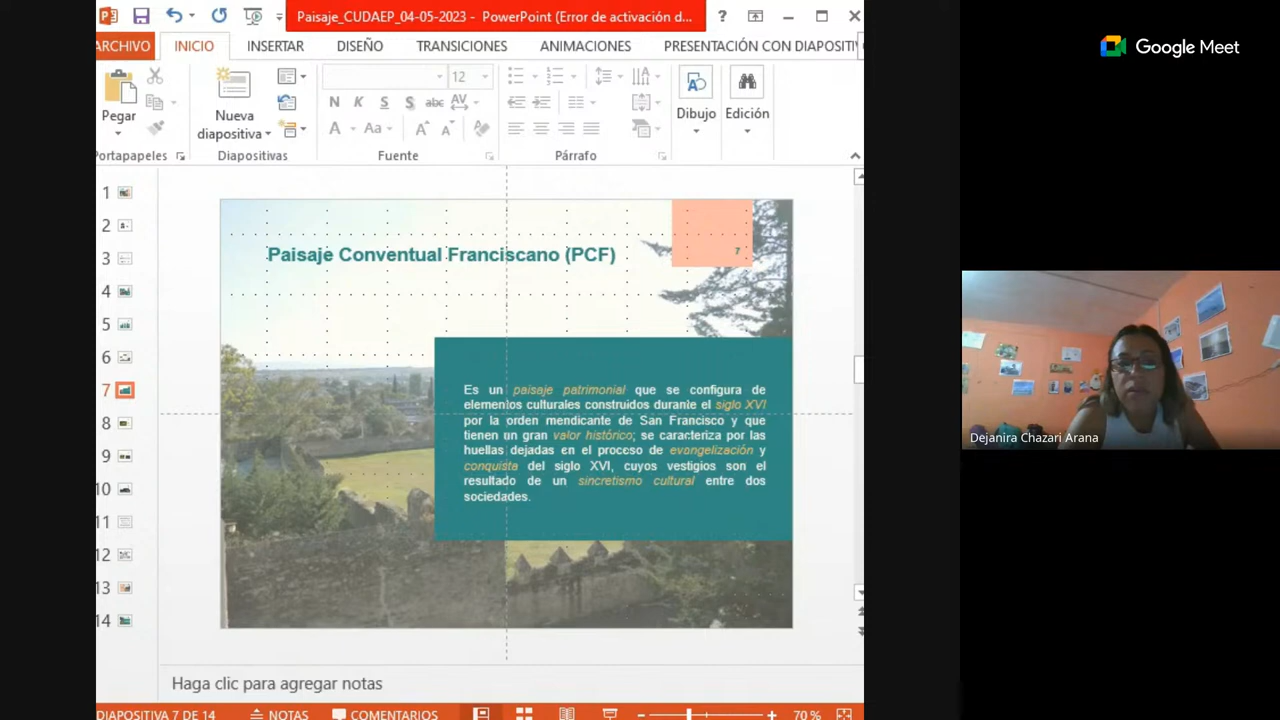 Paisaje_CUDAEP_04-05-2023 - PowerPoint (Error de activación d...
?
Google Meet
ARCHIVO INICIO INSERTAR DISEÑO TRANSICIONES ANIMACIONES PRESENTACIÓN CON DIAPOSITI
12
Pegar
Nueva
diapositiva
N K S S abc AV
A Aa A A
Dibujo
Edición
Portapapeles Diapositivas Fuente Párrafo
1
2
3
4
5
6
7
8
9
10
11
12
13
14
7
Paisaje Conventual Franciscano (PCF)
Es un paisaje patrimonial que se configura de
elementos culturales construidos durante el siglo XVI
por la orden mendicante de San Francisco y que
tienen un gran valor histórico; se caracteriza por las
huellas dejadas en el proceso de evangelización y
conquista del siglo XVI, cuyos vestigios son el
resultado de un sincretismo cultural entre dos
sociedades.
Dejanira Chazari Arana
Haga clic para agregar notas
DIAPOSITIVA 7 DE 14 NOTAS COMENTARIOS 70 %